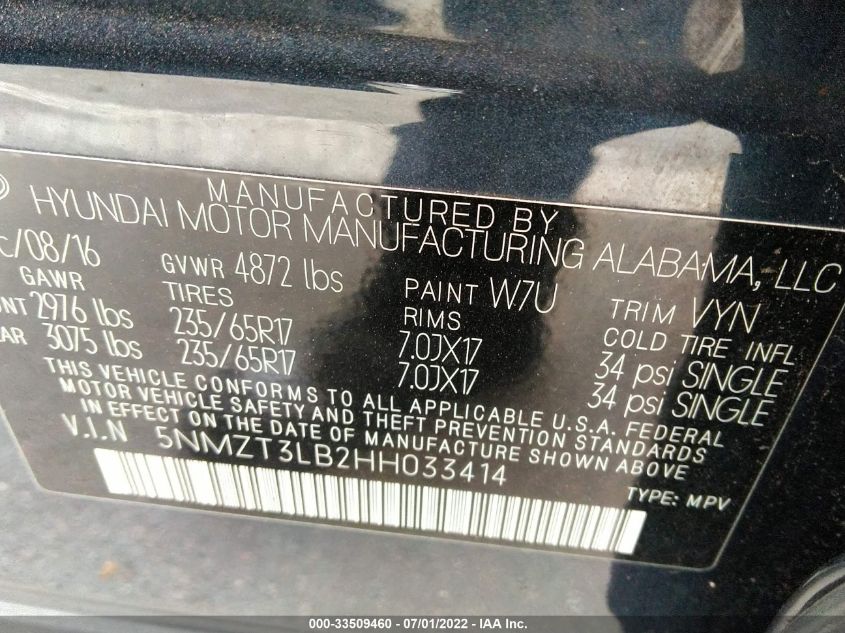 MANUFACTURED BY
HYUNDAI MOTOR MANUFACTURING ALABAMA, LLC
/08/16 GVWR 4872 lbs PAINT W7U TRIM VYN
GAWR TIRES RIMS COLD TIRE INFL
2976 lbs 235/65R17 7.0JX17 34 psi SINGLE
3075 lbs 235/65R17 7.0JX17 34 psi SINGLE
THIS VEHICLE CONFORMS TO ALL APPLICABLE U.S.A. FEDERAL
MOTOR VEHICLE SAFETY AND THEFT PREVENTION STANDARDS
IN EFFECT ON THE DATE OF MANUFACTURE SHOWN ABOVE.
V.I.N 5NMZT3LB2HH033414
TYPE: MPV
000-33509460 - 07/01/2022 - IAA Inc.